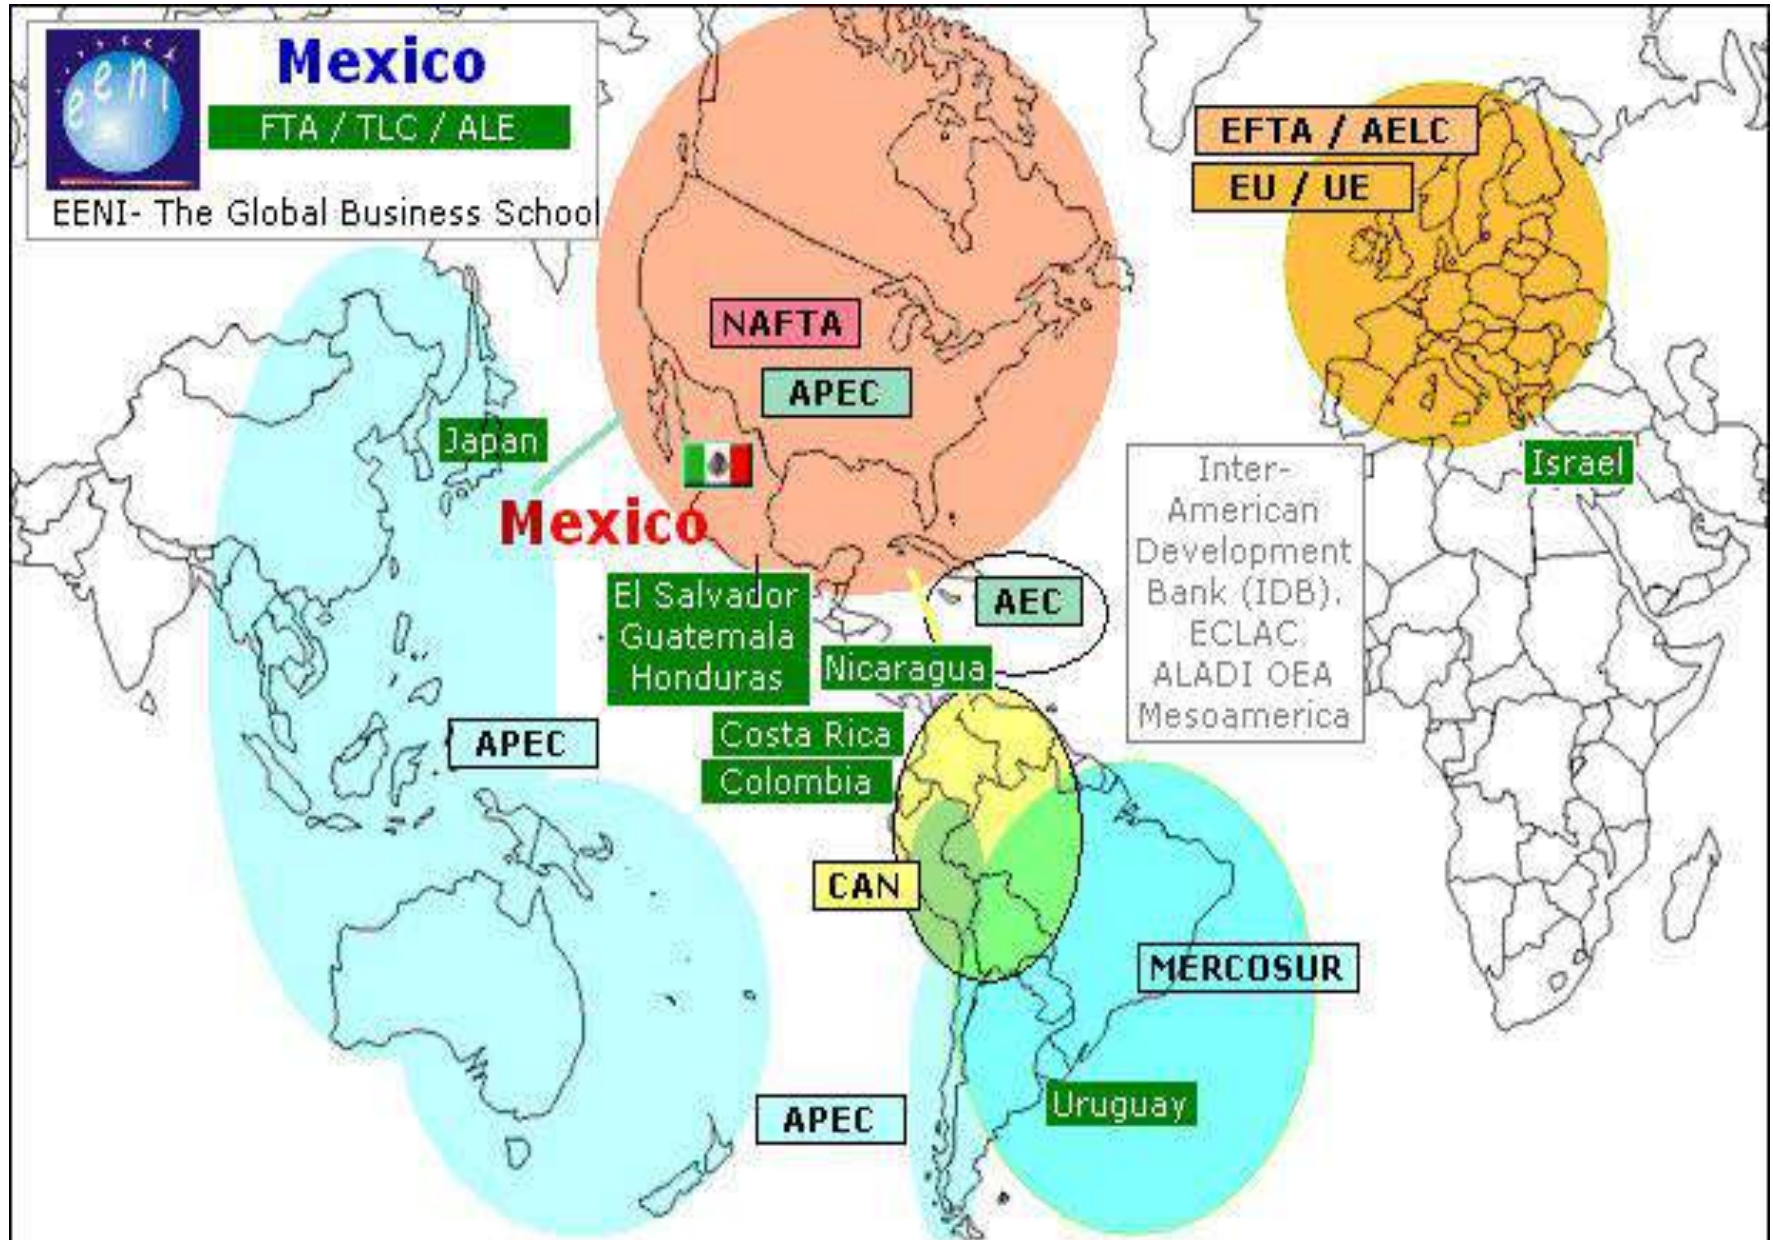 eeni
Mexico
FTA / TLC / ALE
EENI- The Global Business School
EFTA / AELC
EU / UE
NAFTA
APEC
Japan
Mexico
Israel
Inter-
American
Development
Bank (IDB).
ECLAC
ALADI OEA
Mesoamerica
El Salvador
Guatemala
Honduras
AEC
Nicaragua
Costa Rica
Colombia
APEC
CAN
MERCOSUR
APEC
Uruguay